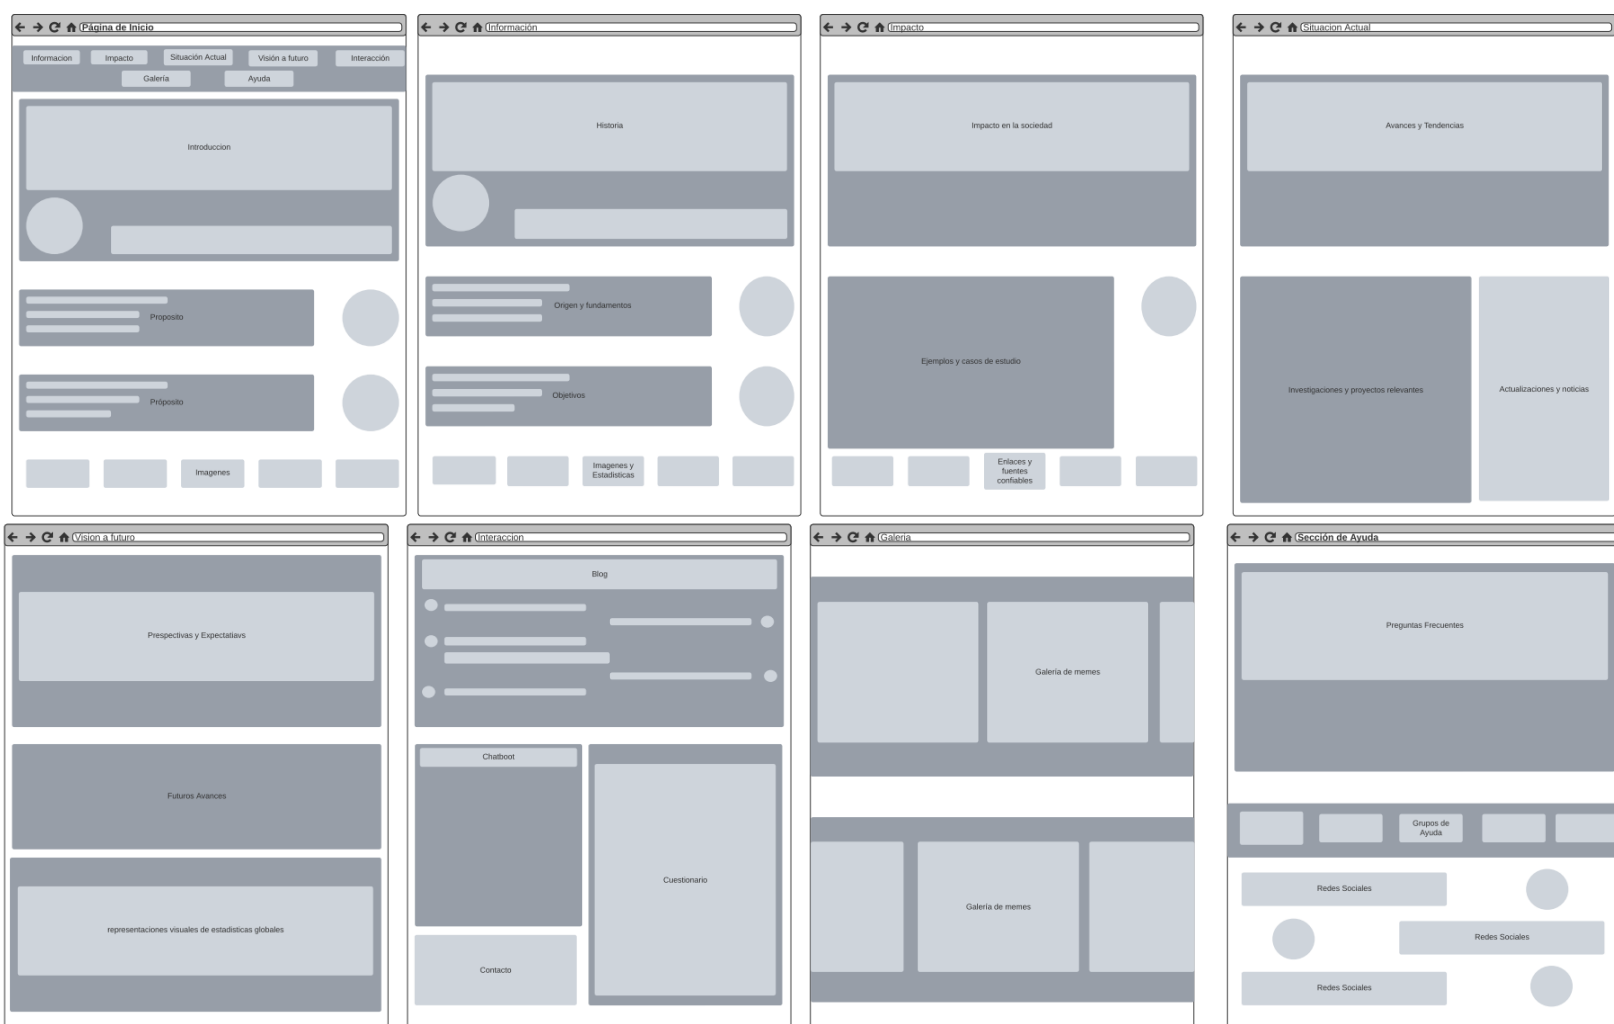 Página de Inicio
Informacion
Impacto
Situación Actual
Visión a futuro
Interacción
Galería
Ayuda
Introduccion
Proposito
Próposito
Imagenes
Información
Historia
Origen y fundamentos
Objetivos
Imagenes y
Estadisticas
Impacto
Impacto en la sociedad
Ejemplos y casos de estudio
Enlaces y
fuentes
confiables
Situacion Actual
Avances y Tendencias
Investigaciones y proyectos relevantes
Actualizaciones y noticias
Vision a futuro
Prespectivas y Expectatiavs
Futuros Avances
representaciones visuales de estadisticas globales
Interaccion
Blog
Chatboot
Cuestionario
Contacto
Galeria
Galería de memes
Galería de memes
Sección de Ayuda
Preguntas Frecuentes
Grupos de
Ayuda
Redes Sociales
Redes Sociales
Redes Sociales